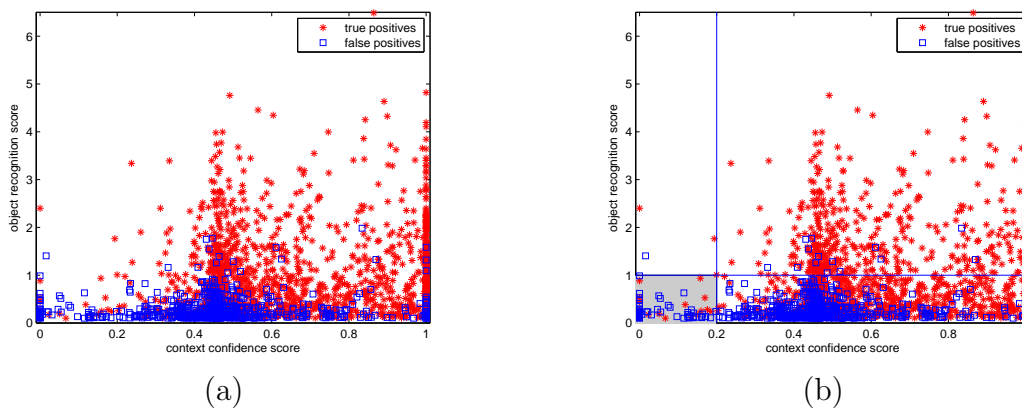 true positives
false positives
object recognition score
6
5
4
3
2
1
0
0 0.2 0.4 0.6 0.8 1
context confidence score
(a)
true positives
false positives
object recognition score
6
5
4
3
2
1
0
0 0.2 0.4 0.6 0.8
context confidence score
(b)